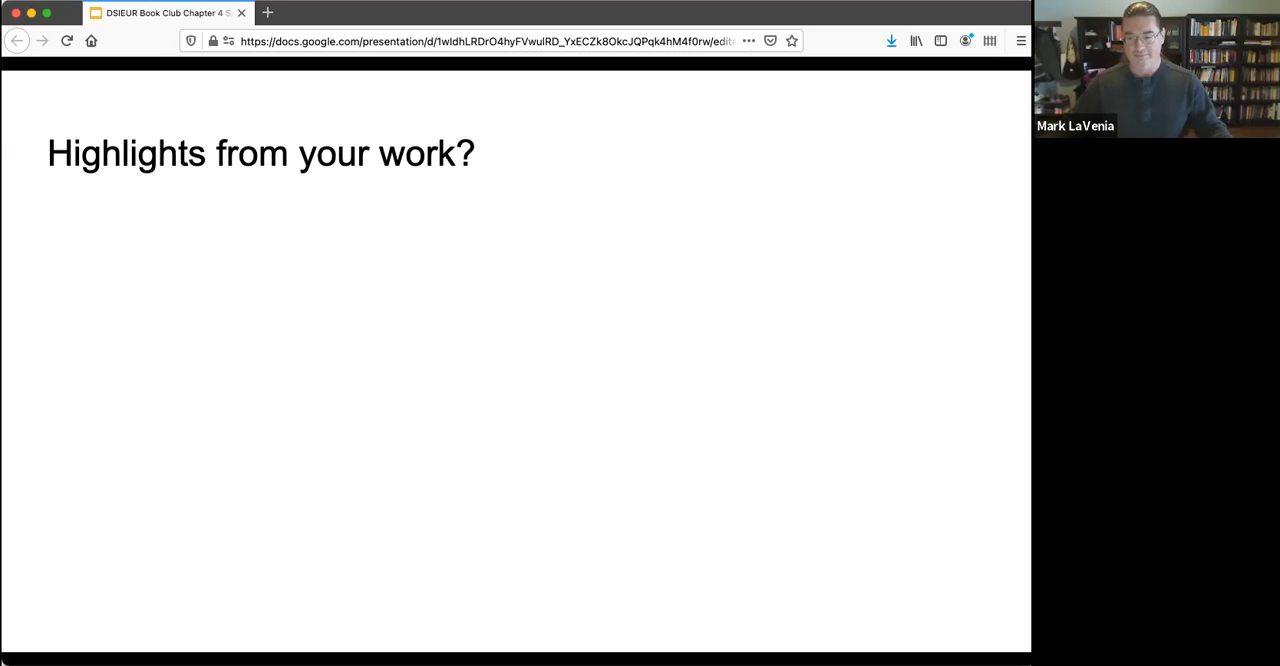 DSIEUR Book Club Chapter 4 S
https://docs.google.com/presentation/d/1wIdhLRDrO4hyFVwulRD_YxECZk8OkcJQPqk4hM4f0rw/edit
Mark LaVenia
Highlights from your work?